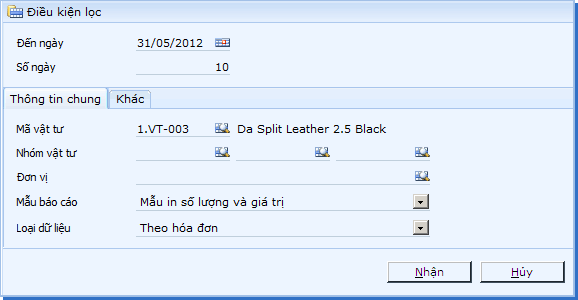 Điều kiện lọc
Đến ngày 31/05/2012
Số ngày 10
Thông tin chung Khác
Mã vật tư 1.VT-003 Da Split Leather 2.5 Black
Nhóm vật tư
Đơn vị
Mẫu báo cáo Mẫu in số lượng và giá trị
Loại dữ liệu Theo hóa đơn
Nhận Hủy